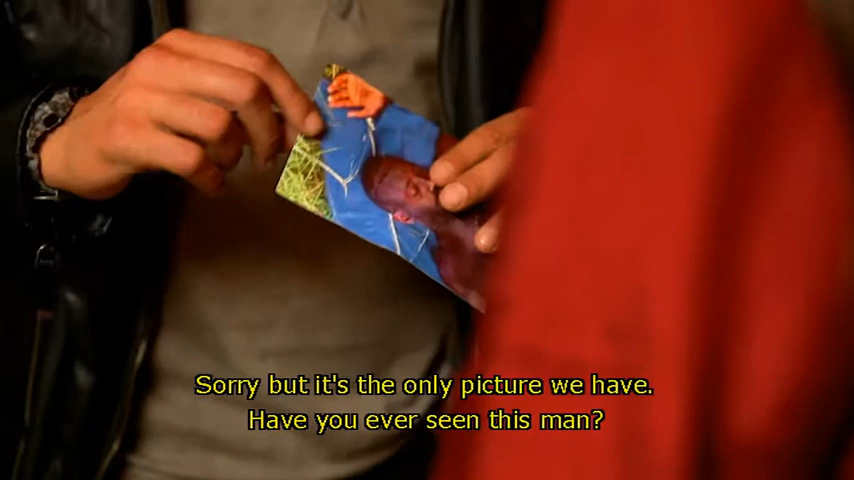 Sorry but it's the only picture we have.
Have you ever seen this man?